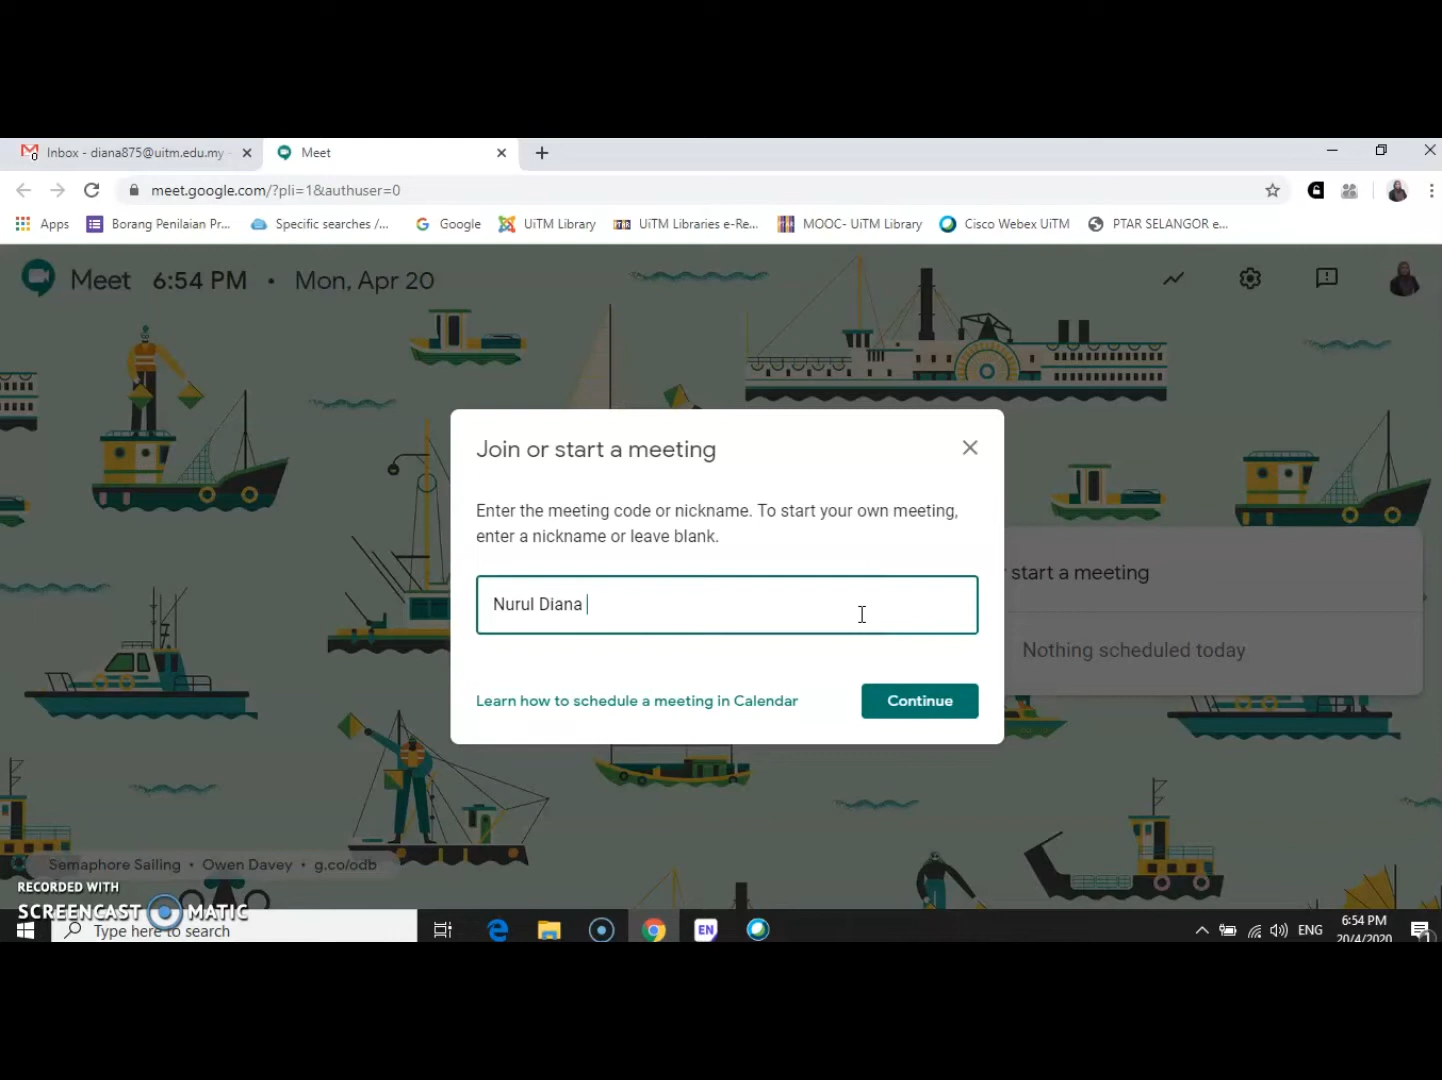 Inbox - diana875@uitm.edu.my -
Meet
meet.google.com/?pli=1&authuser=0
Apps
Borang Penilaian Pr...
Specific searches /...
Google
UiTM Library
UiTM Libraries e-Re...
MOOC- UiTM Library
Cisco Webex UiTM
PTAR SELANGOR e...
Meet 6:54 PM • Mon, Apr 20
Join or start a meeting
Enter the meeting code or nickname. To start your own meeting,
enter a nickname or leave blank.
Nurul Diana
start a meeting
Nothing scheduled today
Learn how to schedule a meeting in Calendar
Continue
Semaphore Sailing • Owen Davey • g.co/odb
RECORDED WITH
SCREENCAST MATIC
Type here to search
EN
ENG
6:54 PM
20/4/2020
1